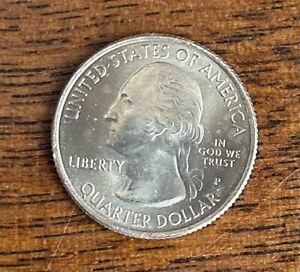 UNITED STATES OF AMERICA
LIBERTY
IN
GOD WE
TRUST
P
QUARTER DOLLAR